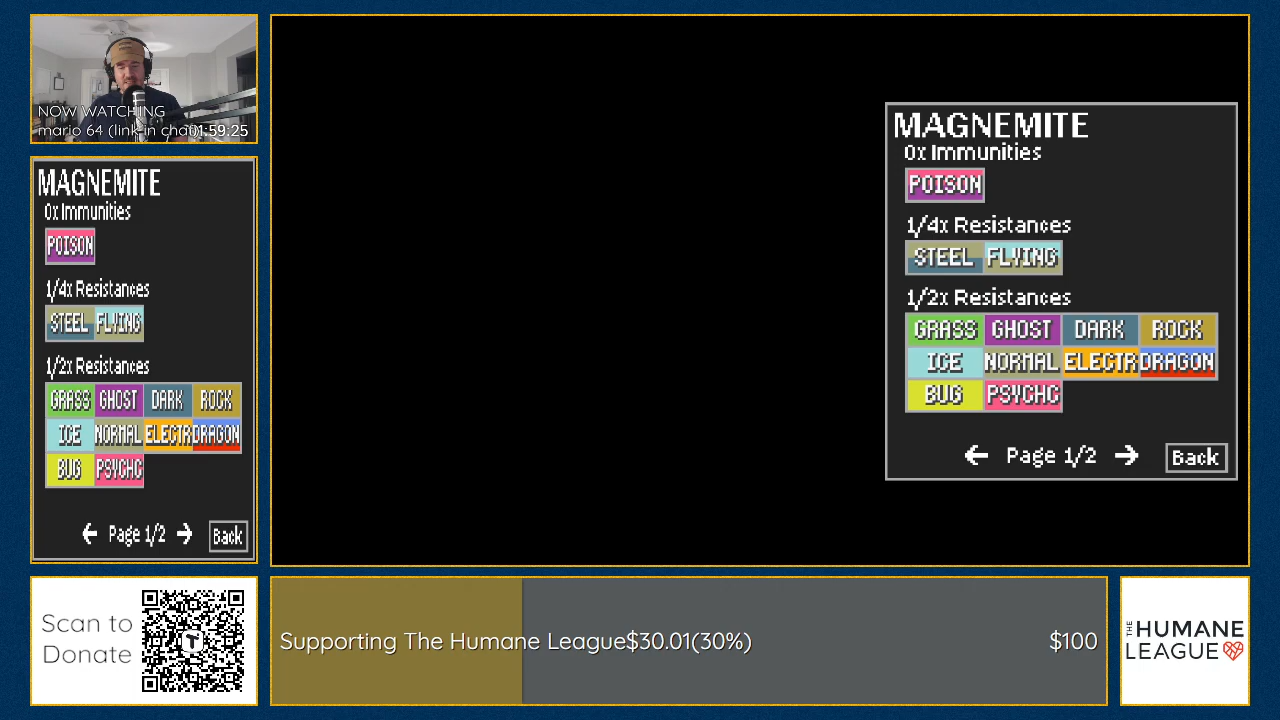 NOW WATCHING
mario 64 (link in chat)
01:59:25
MAGNEMITE
0x Immunities
POISON
1/4x Resistances
STEEL FLYING
1/2x Resistances
GRASS GHOST DARK ROCK
ICE NORMAL ELECTR DRAGON
BUG PSYCHC
← Page 1/2 → Back
MAGNEMITE
0x Immunities
POISON
1/4x Resistances
STEEL FLYING
1/2x Resistances
GRASS GHOST DARK ROCK
ICE NORMAL ELECTR DRAGON
BUG PSYCHC
← Page 1/2 → Back
Scan to
Donate
Supporting The Humane League$30.01(30%) $100
THE HUMANE
LEAGUE